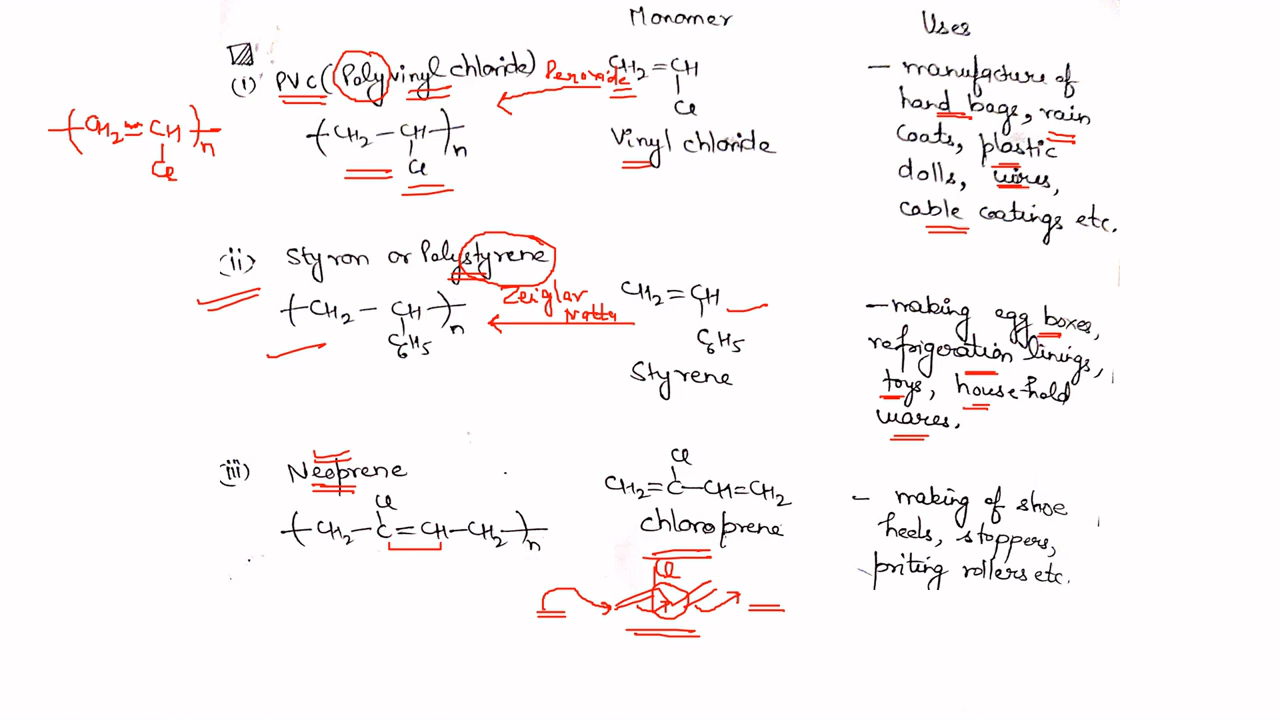 Monomer
Uses
(i) PVC (Polyvinyl chloride)
Peroxide
CH2=CH
Cl
Vinyl chloride
-(CH2-CH-)n
Cl
-(CH2=CH-)n
Cl
- manufacture of
hand bags, rain
coats, plastic
dolls, wires,
cable coatings etc.
(ii) Styron or Polystyrene
-(CH2-CH-)n
C6H5
Zeiglar
natta
CH2=CH
C6H5
Styrene
- making egg boxes,
refrigeration linings,
toys, house-hold
wares.
(iii) Neoprene
Cl
-(CH2-C=CH-CH2-)n
Cl
CH2=C-CH=CH2
chloroprene
Cl
- making of shoe
heels, stoppers,
priting rollers etc.